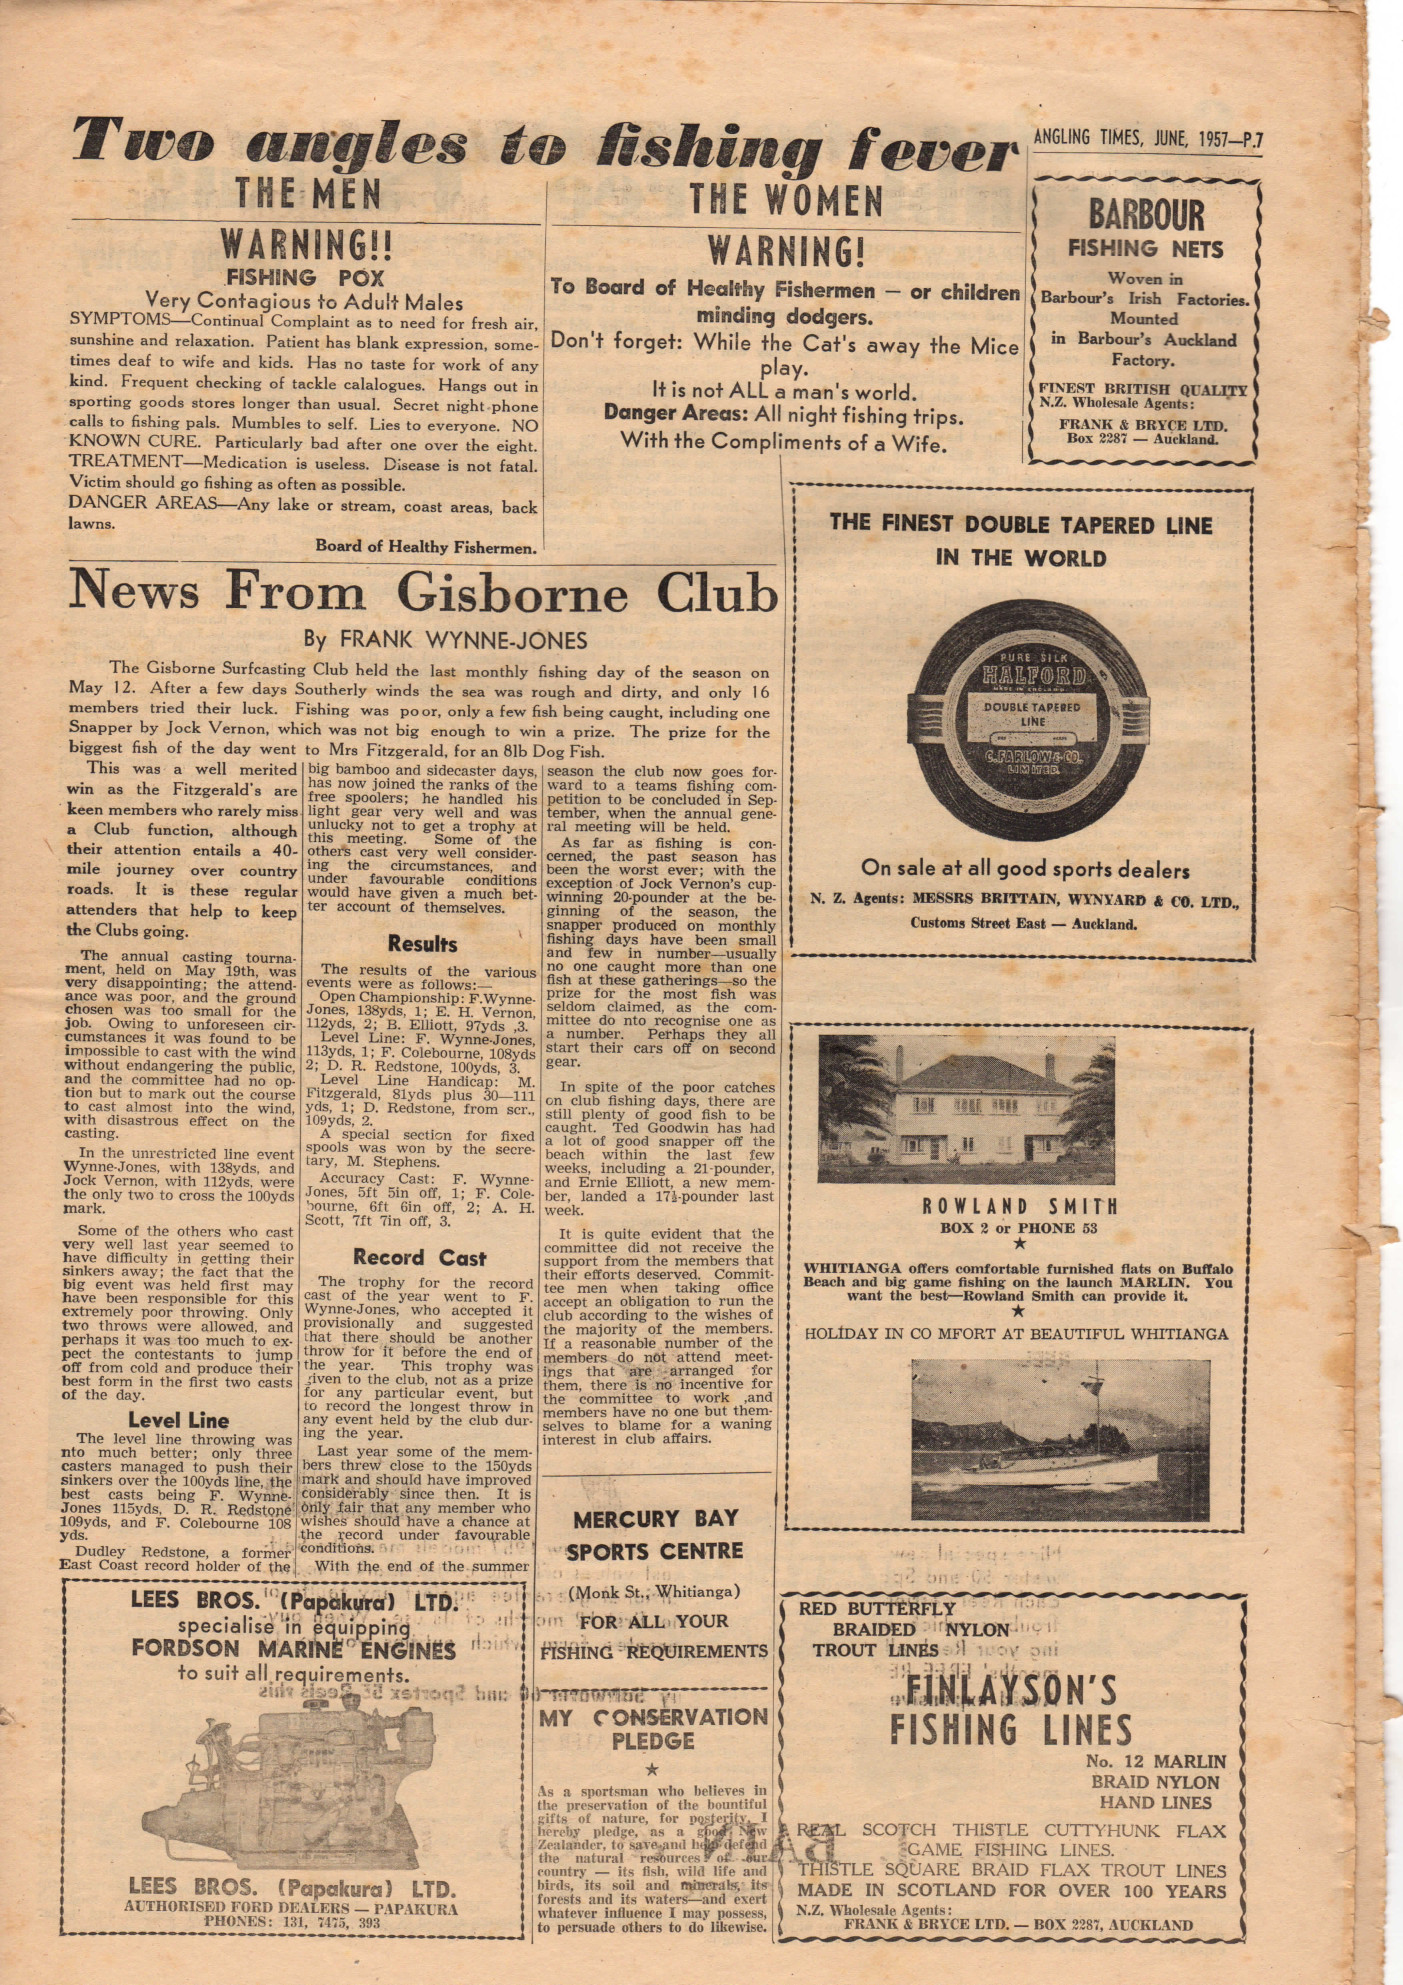 Two angles to fishing fever
ANGLING TIMES, JUNE, 1957—P.7
THE MEN
WARNING!!
FISHING POX
Very Contagious to Adult Males
SYMPTOMS—Continual Complaint as to need for fresh air,
sunshine and relaxation. Patient has blank expression, some-
times deaf to wife and kids. Has no taste for work of any
kind. Frequent checking of tackle calalogues. Hangs out in
sporting goods stores longer than usual. Secret night phone
calls to fishing pals. Mumbles to self. Lies to everyone. NO
KNOWN CURE. Particularly bad after one over the eight.
TREATMENT—Medication is useless. Disease is not fatal.
Victim should go fishing as often as possible.
DANGER AREAS—Any lake or stream, coast areas, back
lawns.
Board of Healthy Fishermen.
THE WOMEN
WARNING!
To Board of Healthy Fishermen — or children
minding dodgers.
Don't forget: While the Cat's away the Mice
play.
It is not ALL a man's world.
Danger Areas: All night fishing trips.
With the Compliments of a Wife.
BARBOUR
FISHING NETS
Woven in
Barbour's Irish Factories.
Mounted
in Barbour's Auckland
Factory.
FINEST BRITISH QUALITY
N.Z. Wholesale Agents:
FRANK & BRYCE LTD.
Box 2287 — Auckland.
News From Gisborne Club
By FRANK WYNNE-JONES
The Gisborne Surfcasting Club held the last monthly fishing day of the season on
May 12. After a few days Southerly winds the sea was rough and dirty, and only 16
members tried their luck. Fishing was poor, only a few fish being caught, including one
Snapper by Jock Vernon, which was not big enough to win a prize. The prize for the
biggest fish of the day went to Mrs Fitzgerald, for an 8lb Dog Fish.
This was a well merited
win as the Fitzgerald's are
keen members who rarely miss
a Club function, although
their attention entails a 40-
mile journey over country
roads. It is these regular
attenders that help to keep
the Clubs going.
The annual casting tourna-
ment, held on May 19th, was
very disappointing; the attend-
ance was poor, and the ground
chosen was too small for the
job. Owing to unforeseen cir-
cumstances it was found to be
impossible to cast with the wind
without endangering the public,
and the committee had no op-
tion but to mark out the course
to cast almost into the wind,
with disastrous effect on the
casting.
In the unrestricted line event
Wynne-Jones, with 138yds, and
Jock Vernon, with 112yds, were
the only two to cross the 100yds
mark.
Some of the others who cast
very well last year seemed to
have difficulty in getting their
sinkers away; the fact that the
big event was held first may
have been responsible for this
extremely poor throwing. Only
two throws were allowed, and
perhaps it was too much to ex-
pect the contestants to jump
off from cold and produce their
best form in the first two casts
of the day.
Level Line
The level line throwing was
nto much better; only three
casters managed to push their
sinkers over the 100yds line, the
best casts being F. Wynne-
Jones 115yds, D. R. Redstone
109yds, and F. Colebourne 108
yds.
Dudley Redstone, a former
East Coast record holder of the
big bamboo and sidecaster days,
has now joined the ranks of the
free spoolers; he handled his
light gear very well and was
unlucky not to get a trophy at
this meeting. Some of the
others cast very well consider-
ing the circumstances, and
under favourable conditions
would have given a much bet-
ter account of themselves.
Results
The results of the various
events were as follows:—
Open Championship: F.Wynne-
Jones, 138yds, 1; E. H. Vernon,
112yds, 2; B. Elliott, 97yds ,3.
Level Line: F. Wynne-Jones,
113yds, 1; F. Colebourne, 108yds
2; D. R. Redstone, 100yds, 3.
Level Line Handicap: M.
Fitzgerald, 81yds plus 30—111
yds, 1; D. Redstone, from scr.,
109yds, 2.
A special section for fixed
spools was won by the secre-
tary, M. Stephens.
Accuracy Cast: F. Wynne-
Jones, 5ft 5in off, 1; F. Cole-
bourne, 6ft 6in off, 2; A. H.
Scott, 7ft 7in off, 3.
Record Cast
The trophy for the record
cast of the year went to F.
Wynne-Jones, who accepted it
provisionally and suggested
that there should be another
throw for it before the end of
the year. This trophy was
given to the club, not as a prize
for any particular event, but
to record the longest throw in
any event held by the club dur-
ing the year.
Last year some of the mem-
bers threw close to the 150yds
mark and should have improved
considerably since then. It is
only fair that any member who
wishes should have a chance at
the record under favourable
conditions.
With the end of the summer
season the club now goes for-
ward to a teams fishing com-
petition to be concluded in Sep-
tember, when the annual gene-
ral meeting will be held.
As far as fishing is con-
cerned, the past season has
been the worst ever; with the
exception of Jock Vernon's cup-
winning 20-pounder at the be-
ginning of the season, the
snapper produced on monthly
fishing days have been small
and few in number—usually
no one caught more than one
fish at these gatherings—so the
prize for the most fish was
seldom claimed, as the com-
mittee do nto recognise one as
a number. Perhaps they all
start their cars off on second
gear.
In spite of the poor catches
on club fishing days, there are
still plenty of good fish to be
caught. Ted Goodwin has had
a lot of good snapper off the
beach within the last few
weeks, including a 21-pounder,
and Ernie Elliott, a new mem-
ber, landed a 17½-pounder last
week.
It is quite evident that the
committee did not receive the
support from the members that
their efforts deserved. Commit-
tee men when taking office
accept an obligation to run the
club according to the wishes of
the majority of the members.
If a reasonable number of the
members do not attend meet-
ings that are arranged for
them, there is no incentive for
the committee to work ,and
members have no one but them-
selves to blame for a waning
interest in club affairs.
THE FINEST DOUBLE TAPERED LINE
IN THE WORLD
PURE SILK
HALFORD
MADE IN ENGLAND
DOUBLE TAPERED
LINE
C. FARLOW & CO.
LIMITED.
On sale at all good sports dealers
N. Z. Agents: MESSRS BRITTAIN, WYNYARD & CO. LTD.,
Customs Street East — Auckland.
ROWLAND SMITH
BOX 2 or PHONE 53
★
WHITIANGA offers comfortable furnished flats on Buffalo
Beach and big game fishing on the launch MARLIN. You
want the best—Rowland Smith can provide it.
★
HOLIDAY IN CO MFORT AT BEAUTIFUL WHITIANGA
LEES BROS. (Papakura) LTD.
specialise in equipping
FORDSON MARINE ENGINES
to suit all requirements.
LEES BROS. (Papakura) LTD.
AUTHORISED FORD DEALERS — PAPAKURA
PHONES: 131, 7475, 393
MERCURY BAY
SPORTS CENTRE
(Monk St., Whitianga)
FOR ALL YOUR
FISHING REQUIREMENTS
MY CONSERVATION
PLEDGE
★
As a sportsman who believes in
the preservation of the bountiful
gifts of nature, for posterity, I
hereby pledge, as a good New
Zealander, to save and help defend
the natural resources of our
country — its fish, wild life and
birds, its soil and minerals, its
forests and its waters—and exert
whatever influence I may possess,
to persuade others to do likewise.
RED BUTTERFLY
BRAIDED NYLON
TROUT LINES
FINLAYSON'S
FISHING LINES
No. 12 MARLIN
BRAID NYLON
HAND LINES
REAL SCOTCH THISTLE CUTTYHUNK FLAX
GAME FISHING LINES.
THISTLE SQUARE BRAID FLAX TROUT LINES
MADE IN SCOTLAND FOR OVER 100 YEARS
N.Z. Wholesale Agents:
FRANK & BRYCE LTD. — BOX 2287, AUCKLAND